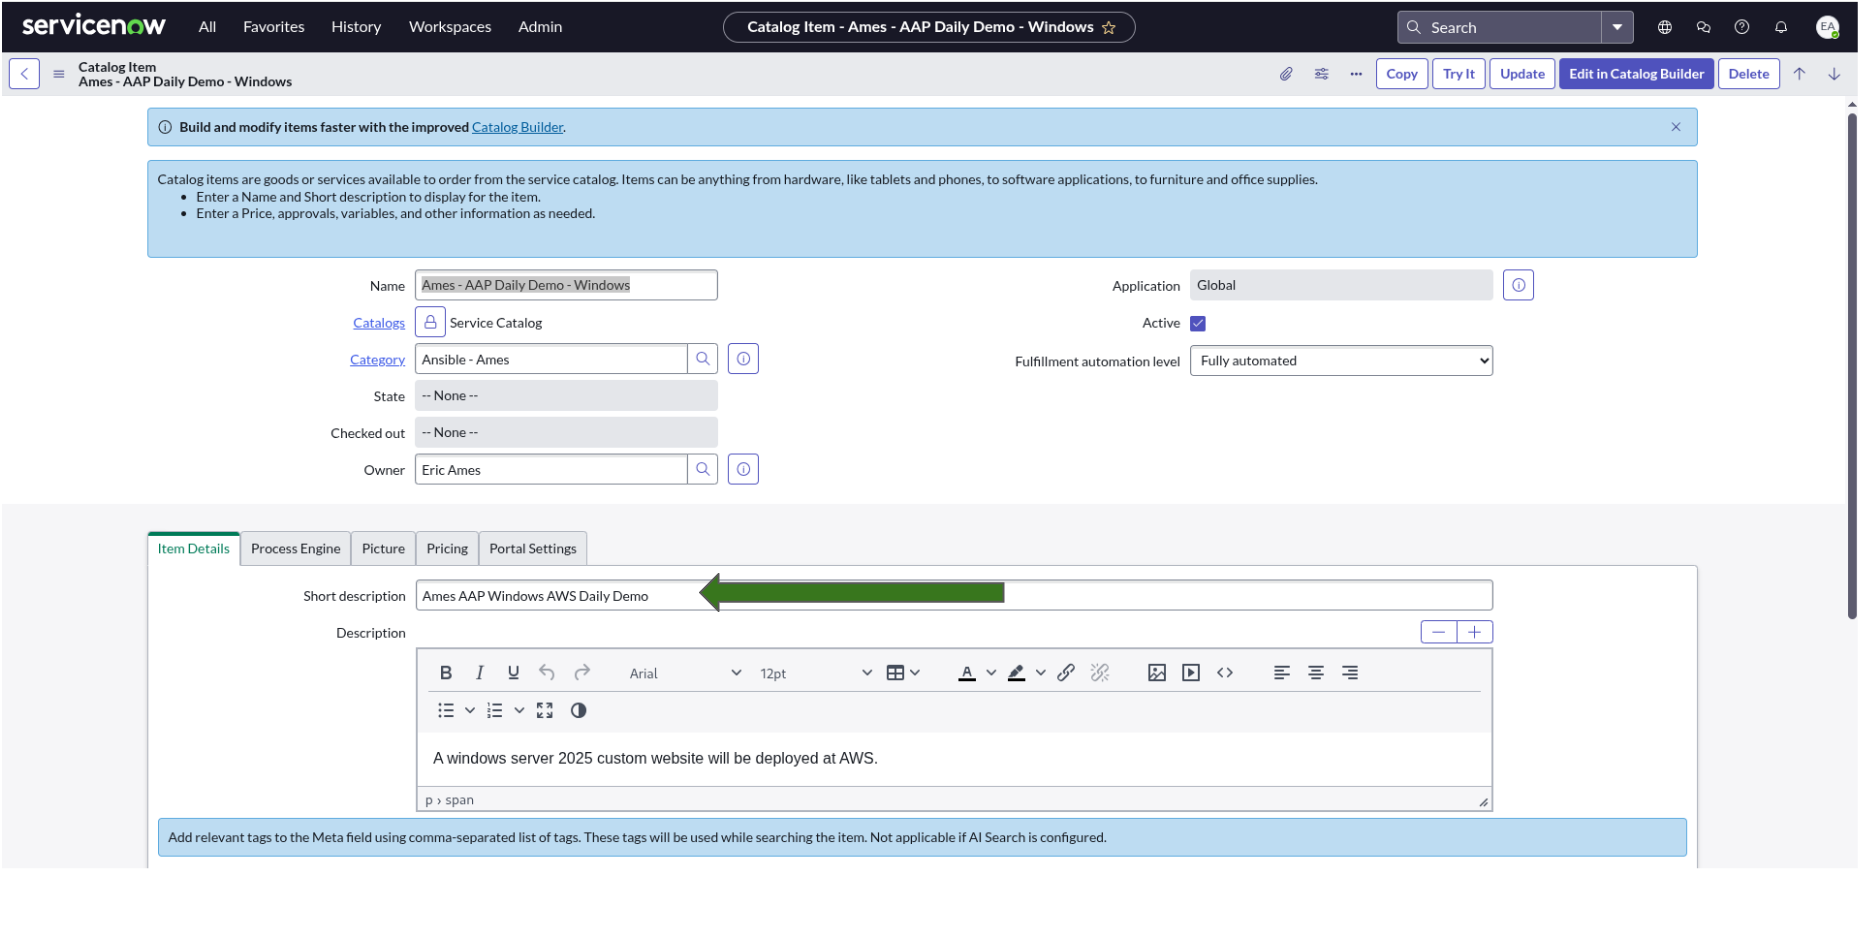 servicenow
All Favorites History Workspaces Admin
Catalog Item - Ames - AAP Daily Demo - Windows
Search
EA
Catalog Item
Ames - AAP Daily Demo - Windows
Copy Try It Update Edit in Catalog Builder Delete
Build and modify items faster with the improved Catalog Builder.
Catalog items are goods or services available to order from the service catalog. Items can be anything from hardware, like tablets and phones, to software applications, to furniture and office supplies.
• Enter a Name and Short description to display for the item.
• Enter a Price, approvals, variables, and other information as needed.
Name Ames - AAP Daily Demo - Windows
Application Global
Catalogs Service Catalog
Active
Category Ansible - Ames
Fulfillment automation level Fully automated
State -- None --
Checked out -- None --
Owner Eric Ames
Item Details Process Engine Picture Pricing Portal Settings
Short description Ames AAP Windows AWS Daily Demo
Description
B I U Arial 12pt A
A windows server 2025 custom website will be deployed at AWS.
p › span
Add relevant tags to the Meta field using comma-separated list of tags. These tags will be used while searching the item. Not applicable if AI Search is configured.